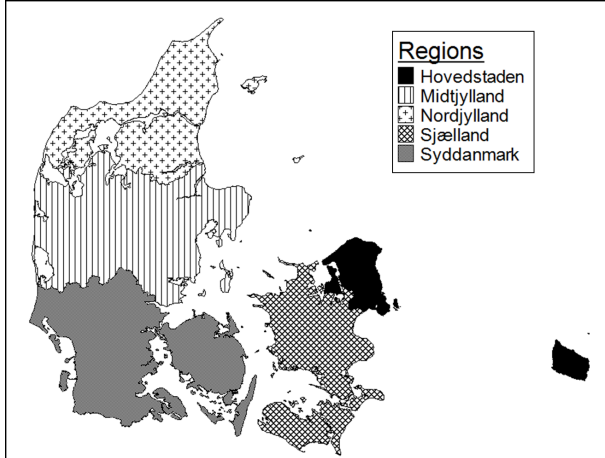 Regions
Hovedstaden
Midtjylland
Nordjylland
Sjælland
Syddanmark